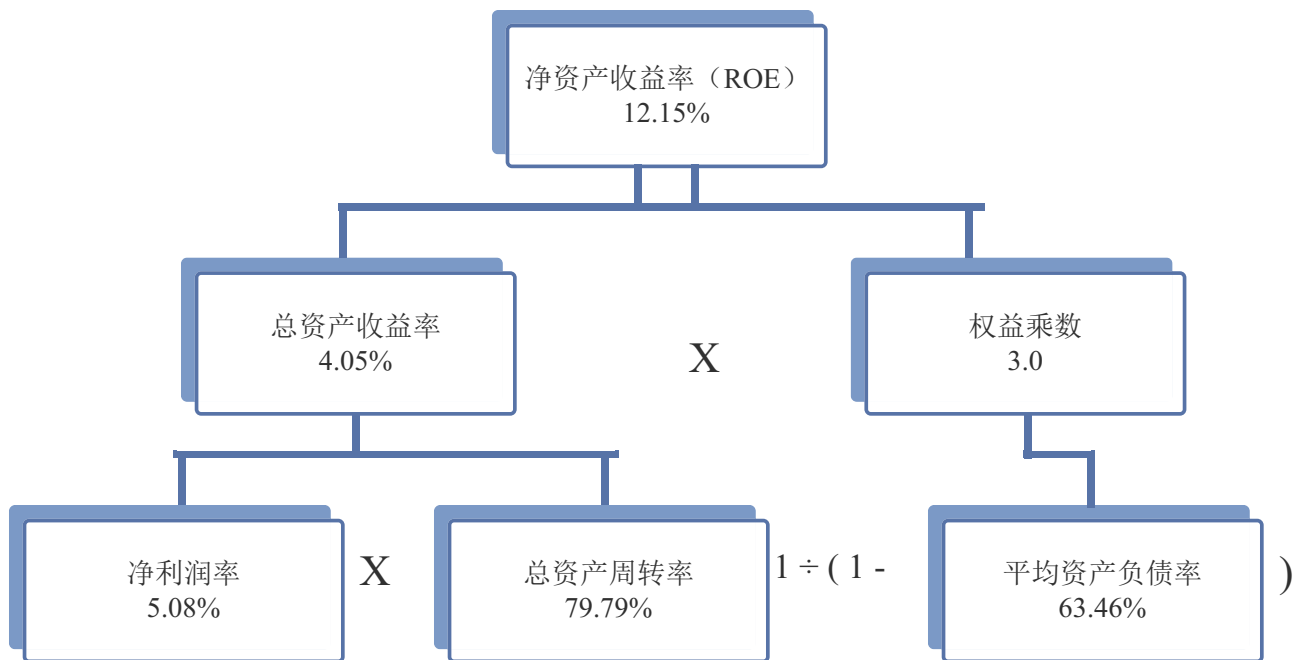 净资产收益率（ROE）
12.15%
总资产收益率
4.05%
X
权益乘数
3.0
净利润率
5.08%
X
总资产周转率
79.79%
1 ÷ ( 1 -
平均资产负债率
63.46%
)